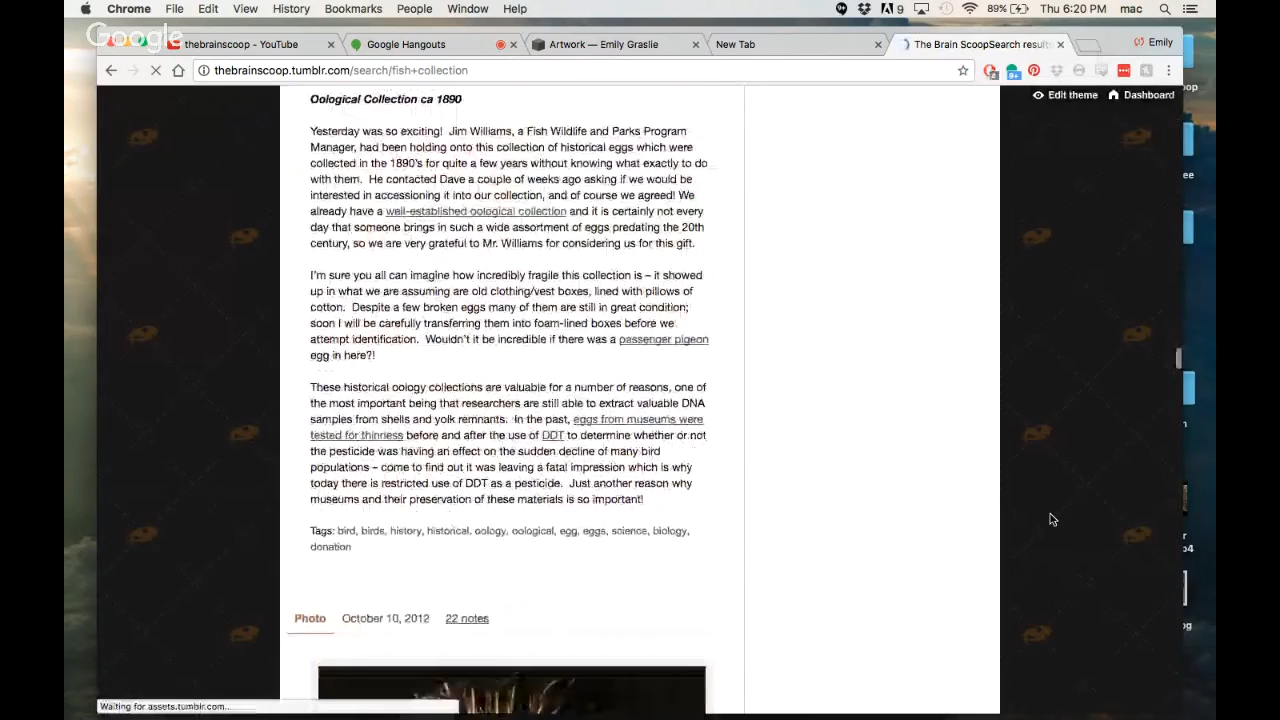 Chrome File Edit View History Bookmarks People Window Help 9 89% Thu 6:20 PM mac
Google
thebrainscoop - YouTube Google Hangouts Artwork — Emily Graslie New Tab The Brain ScoopSearch results Emily
thebrainscoop.tumblr.com/search/fish+collection 9+
Edit theme Dashboard
Oological Collection ca 1890
Yesterday was so exciting! Jim Williams, a Fish Wildlife and Parks Program
Manager, had been holding onto this collection of historical eggs which were
collected in the 1890's for quite a few years without knowing what exactly to do
with them. He contacted Dave a couple of weeks ago asking if we would be
interested in accessioning it into our collection, and of course we agreed! We
already have a well-established oological collection and it is certainly not every
day that someone brings in such a wide assortment of eggs predating the 20th
century, so we are very grateful to Mr. Williams for considering us for this gift.
I'm sure you all can imagine how incredibly fragile this collection is – it showed
up in what we are assuming are old clothing/vest boxes, lined with pillows of
cotton. Despite a few broken eggs many of them are still in great condition;
soon I will be carefully transferring them into foam-lined boxes before we
attempt identification. Wouldn't it be incredible if there was a passenger pigeon
egg in here?!
These historical oology collections are valuable for a number of reasons, one of
the most important being that researchers are still able to extract valuable DNA
samples from shells and yolk remnants. In the past, eggs from museums were
tested for thinness before and after the use of DDT to determine whether or not
the pesticide was having an effect on the sudden decline of many bird
populations – come to find out it was leaving a fatal impression which is why
today there is restricted use of DDT as a pesticide. Just another reason why
museums and their preservation of these materials is so important!
Tags: bird, birds, history, historical, oology, oological, egg, eggs, science, biology,
donation
Photo October 10, 2012 22 notes
Waiting for assets.tumblr.com...